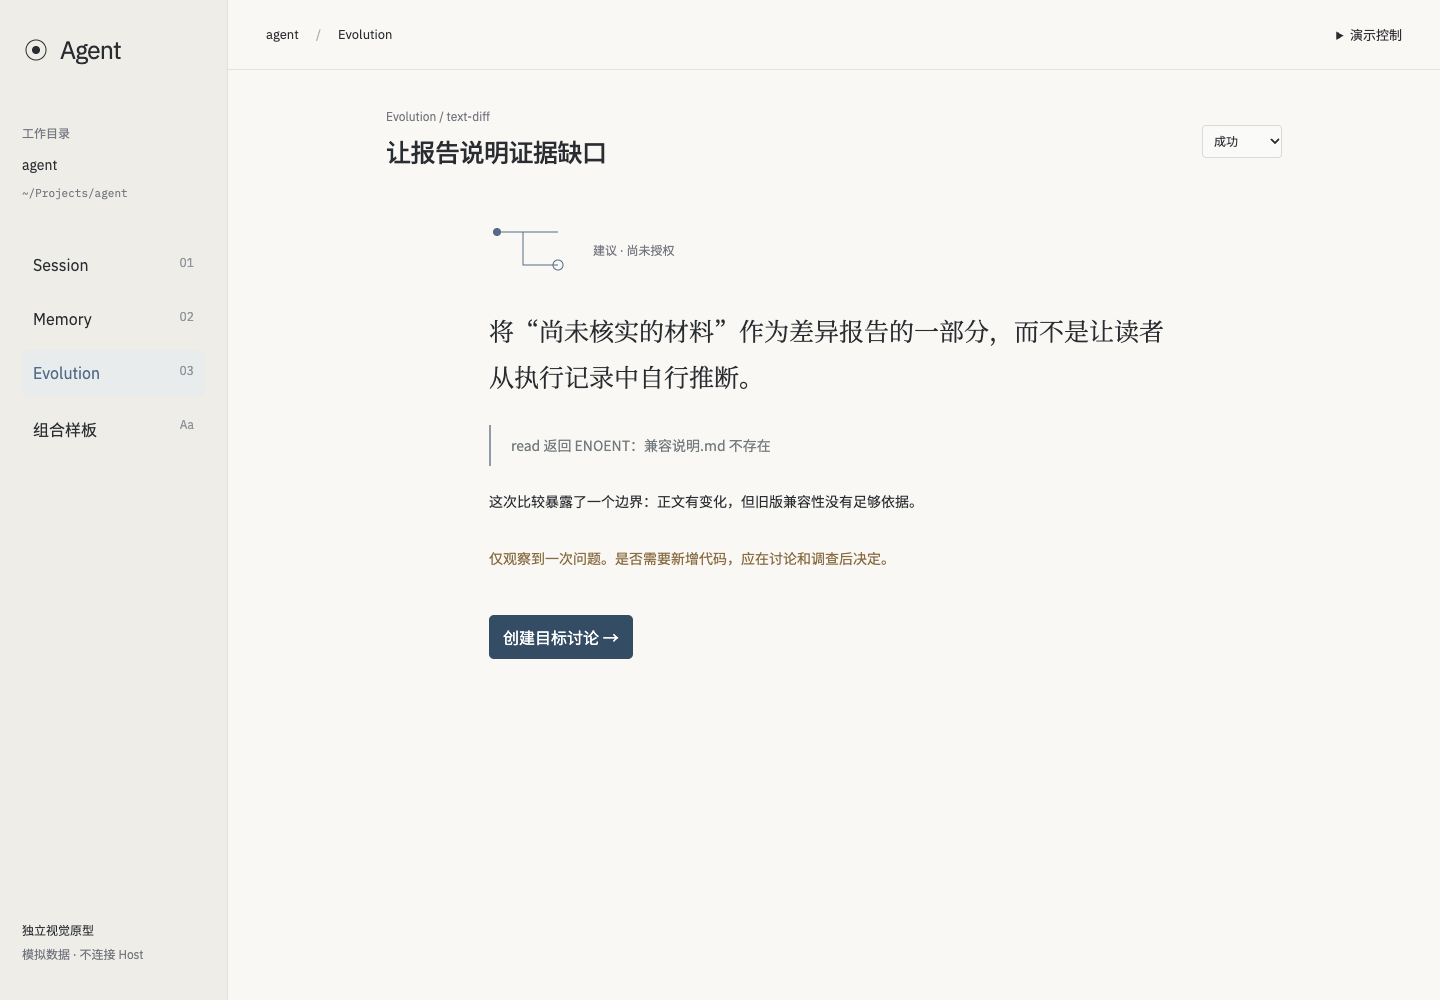 Agent
工作目录
agent
~/Projects/agent
Session 01
Memory 02
Evolution 03
组合样板 Aa
独立视觉原型
模拟数据 · 不连接 Host
agent / Evolution
▶ 演示控制
Evolution / text-diff
让报告说明证据缺口
成功
建议 · 尚未授权
将“尚未核实的材料”作为差异报告的一部分，而不是让读者
从执行记录中自行推断。
read 返回 ENOENT：兼容说明.md 不存在
这次比较暴露了一个边界：正文有变化，但旧版兼容性没有足够依据。
仅观察到一次问题。是否需要新增代码，应在讨论和调查后决定。
创建目标讨论 →